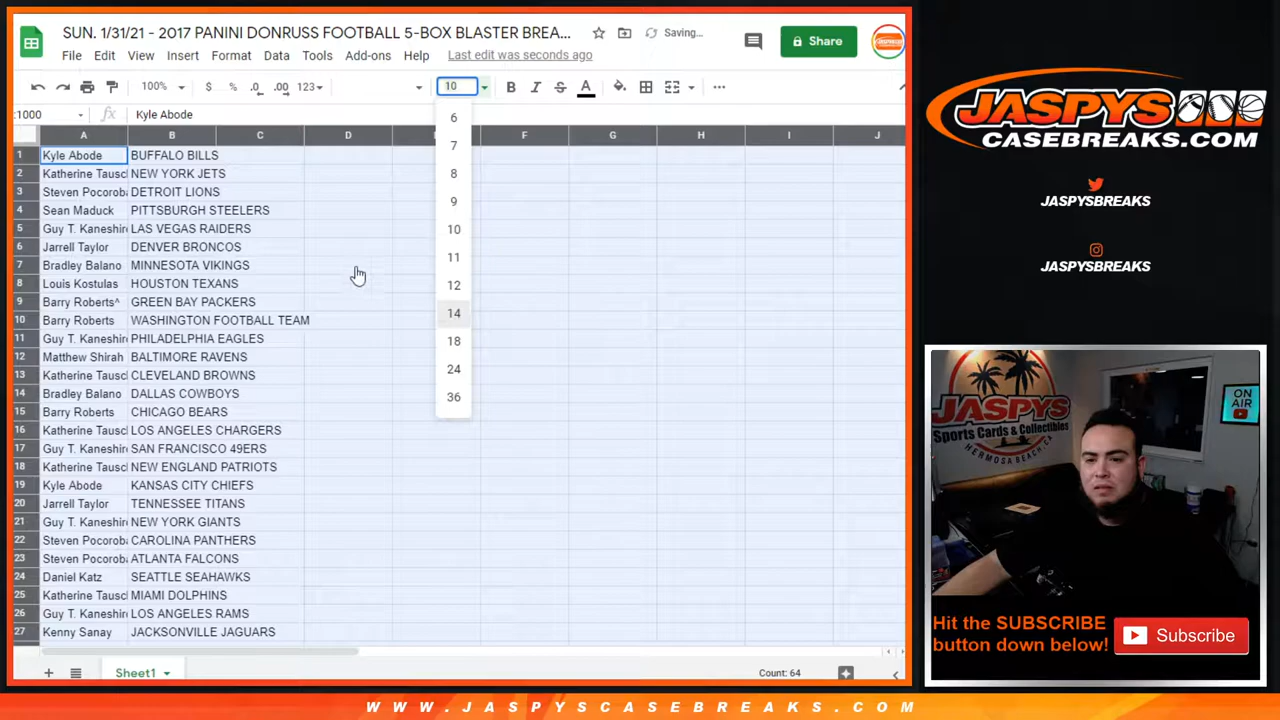 SUN. 1/31/21 - 2017 PANINI DONRUSS FOOTBALL 5-BOX BLASTER BREA...
Saving...
Share
File Edit View Insert Format Data Tools Add-ons Help Last edit was seconds ago
100% $ % .0 .00 123 10 B I S A
:1000 fx Kyle Abode
A B C D F G H I J
1 Kyle Abode BUFFALO BILLS
2 Katherine Tausc NEW YORK JETS
3 Steven Pocoroba DETROIT LIONS
4 Sean Maduck PITTSBURGH STEELERS
5 Guy T. Kaneshiro LAS VEGAS RAIDERS
6 Jarrell Taylor DENVER BRONCOS
7 Bradley Balano MINNESOTA VIKINGS
8 Louis Kostulas HOUSTON TEXANS
9 Barry Roberts^ GREEN BAY PACKERS
10 Barry Roberts WASHINGTON FOOTBALL TEAM
11 Guy T. Kaneshiro PHILADELPHIA EAGLES
12 Matthew Shirah BALTIMORE RAVENS
13 Katherine Tausc CLEVELAND BROWNS
14 Bradley Balano DALLAS COWBOYS
15 Barry Roberts CHICAGO BEARS
16 Katherine Tausc LOS ANGELES CHARGERS
17 Guy T. Kaneshiro SAN FRANCISCO 49ERS
18 Katherine Tausc NEW ENGLAND PATRIOTS
19 Kyle Abode KANSAS CITY CHIEFS
20 Jarrell Taylor TENNESSEE TITANS
21 Guy T. Kaneshiro NEW YORK GIANTS
22 Steven Pocoroba CAROLINA PANTHERS
23 Steven Pocoroba ATLANTA FALCONS
24 Daniel Katz SEATTLE SEAHAWKS
25 Katherine Tausc MIAMI DOLPHINS
26 Guy T. Kaneshiro LOS ANGELES RAMS
27 Kenny Sanay JACKSONVILLE JAGUARS
6
7
8
9
10
11
12
14
18
24
36
Sheet1
Count: 64
JASPYS
CASEBREAKS.COM
JASPYSBREAKS
JASPYSBREAKS
JASPYS
Sports Cards & Collectibles
HERMOSA BEACH, CA
ON AIR
Hit the SUBSCRIBE
button down below!
Subscribe
WWW.JASPYSCASEBREAKS.COM